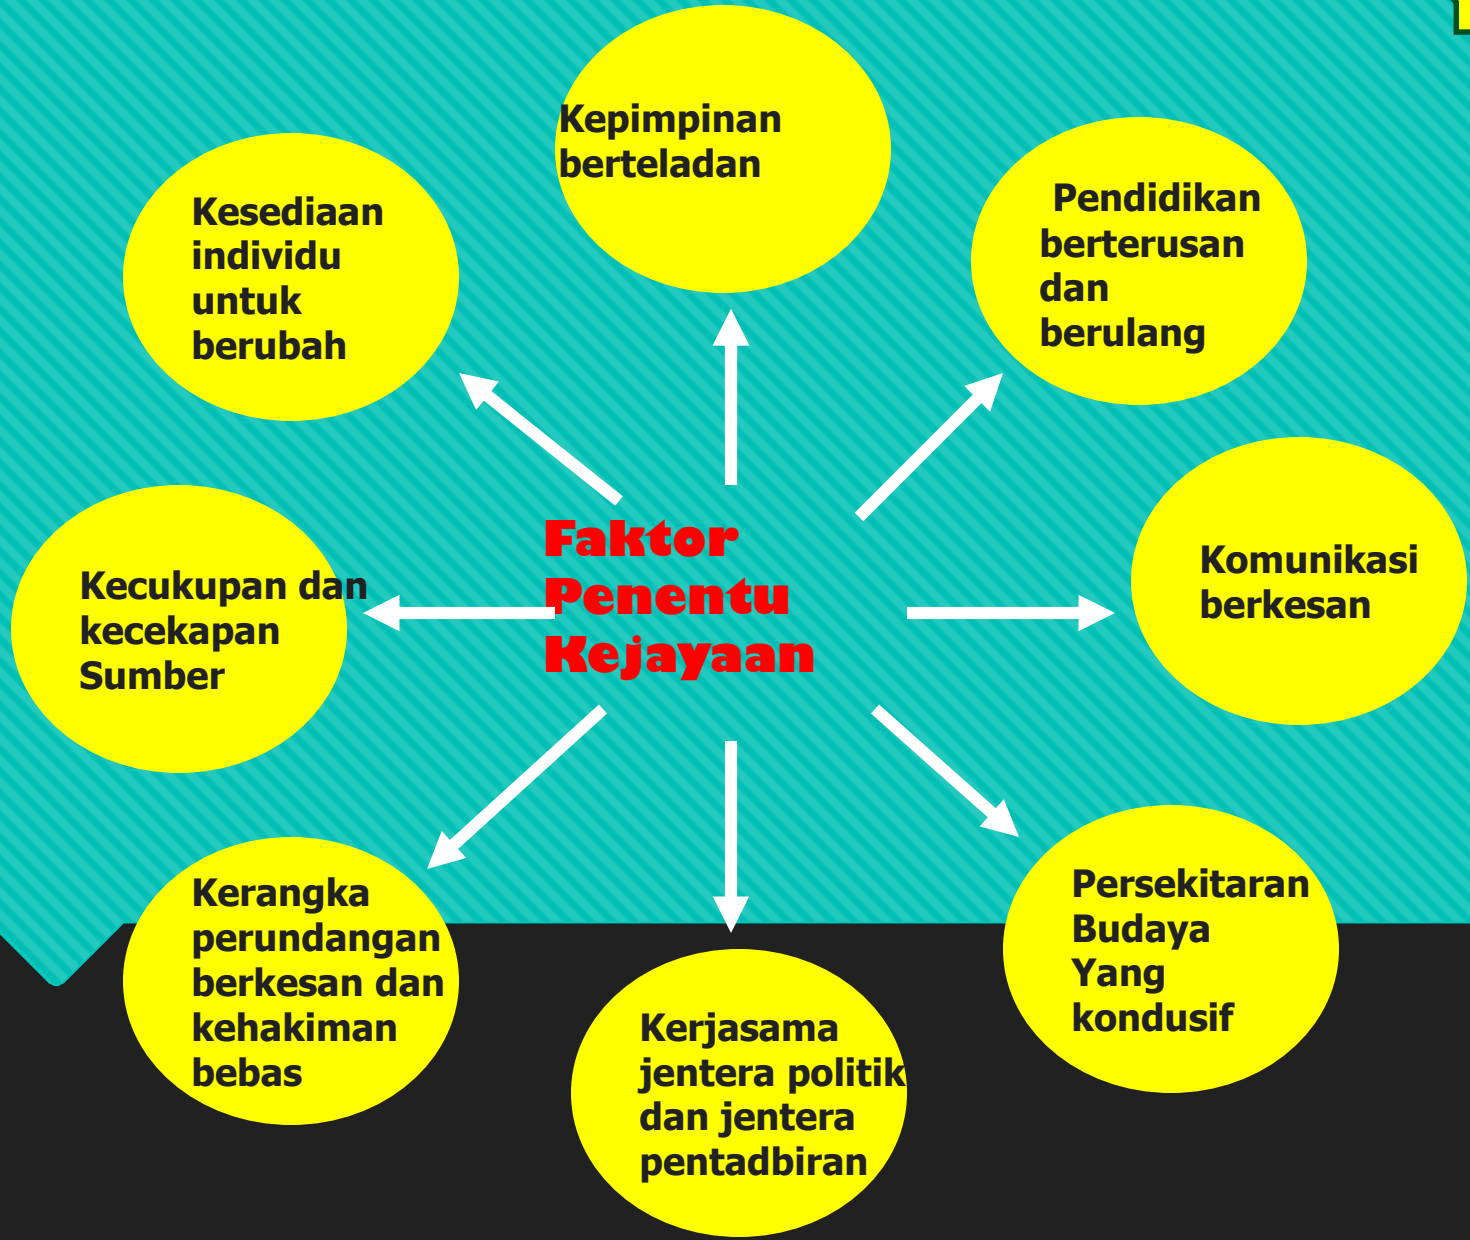 Kepimpinan
berteladan
Kesediaan
individu
untuk
berubah
Pendidikan
berterusan
dan
berulang
Faktor
Penentu
Kejayaan
Kecukupan dan
kecekapan
Sumber
Komunikasi
berkesan
Kerangka
perundangan
berkesan dan
kehakiman
bebas
Kerjasama
jentera politik
dan jentera
pentadbiran
Persekitaran
Budaya
Yang
kondusif